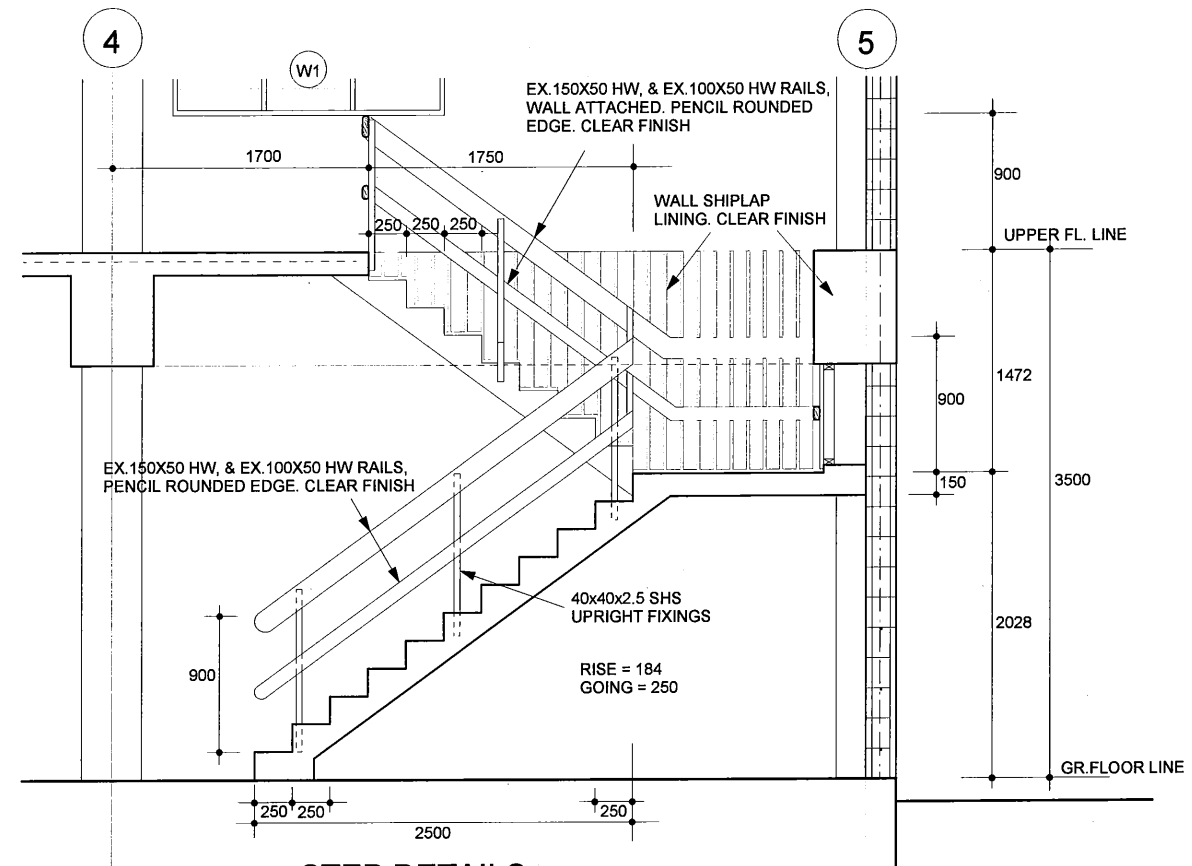 4
5
W1
EX.150X50 HW, & EX.100X50 HW RAILS,
WALL ATTACHED. PENCIL ROUNDED
EDGE. CLEAR FINISH
1700
1750
900
WALL SHIPLAP
LINING. CLEAR FINISH
250
250
250
UPPER FL. LINE
1472
900
EX.150X50 HW, & EX.100X50 HW RAILS,
PENCIL ROUNDED EDGE. CLEAR FINISH
150
3500
40x40x2.5 SHS
UPRIGHT FIXINGS
2028
RISE = 184
GOING = 250
900
GR.FLOOR LINE
250
250
250
2500